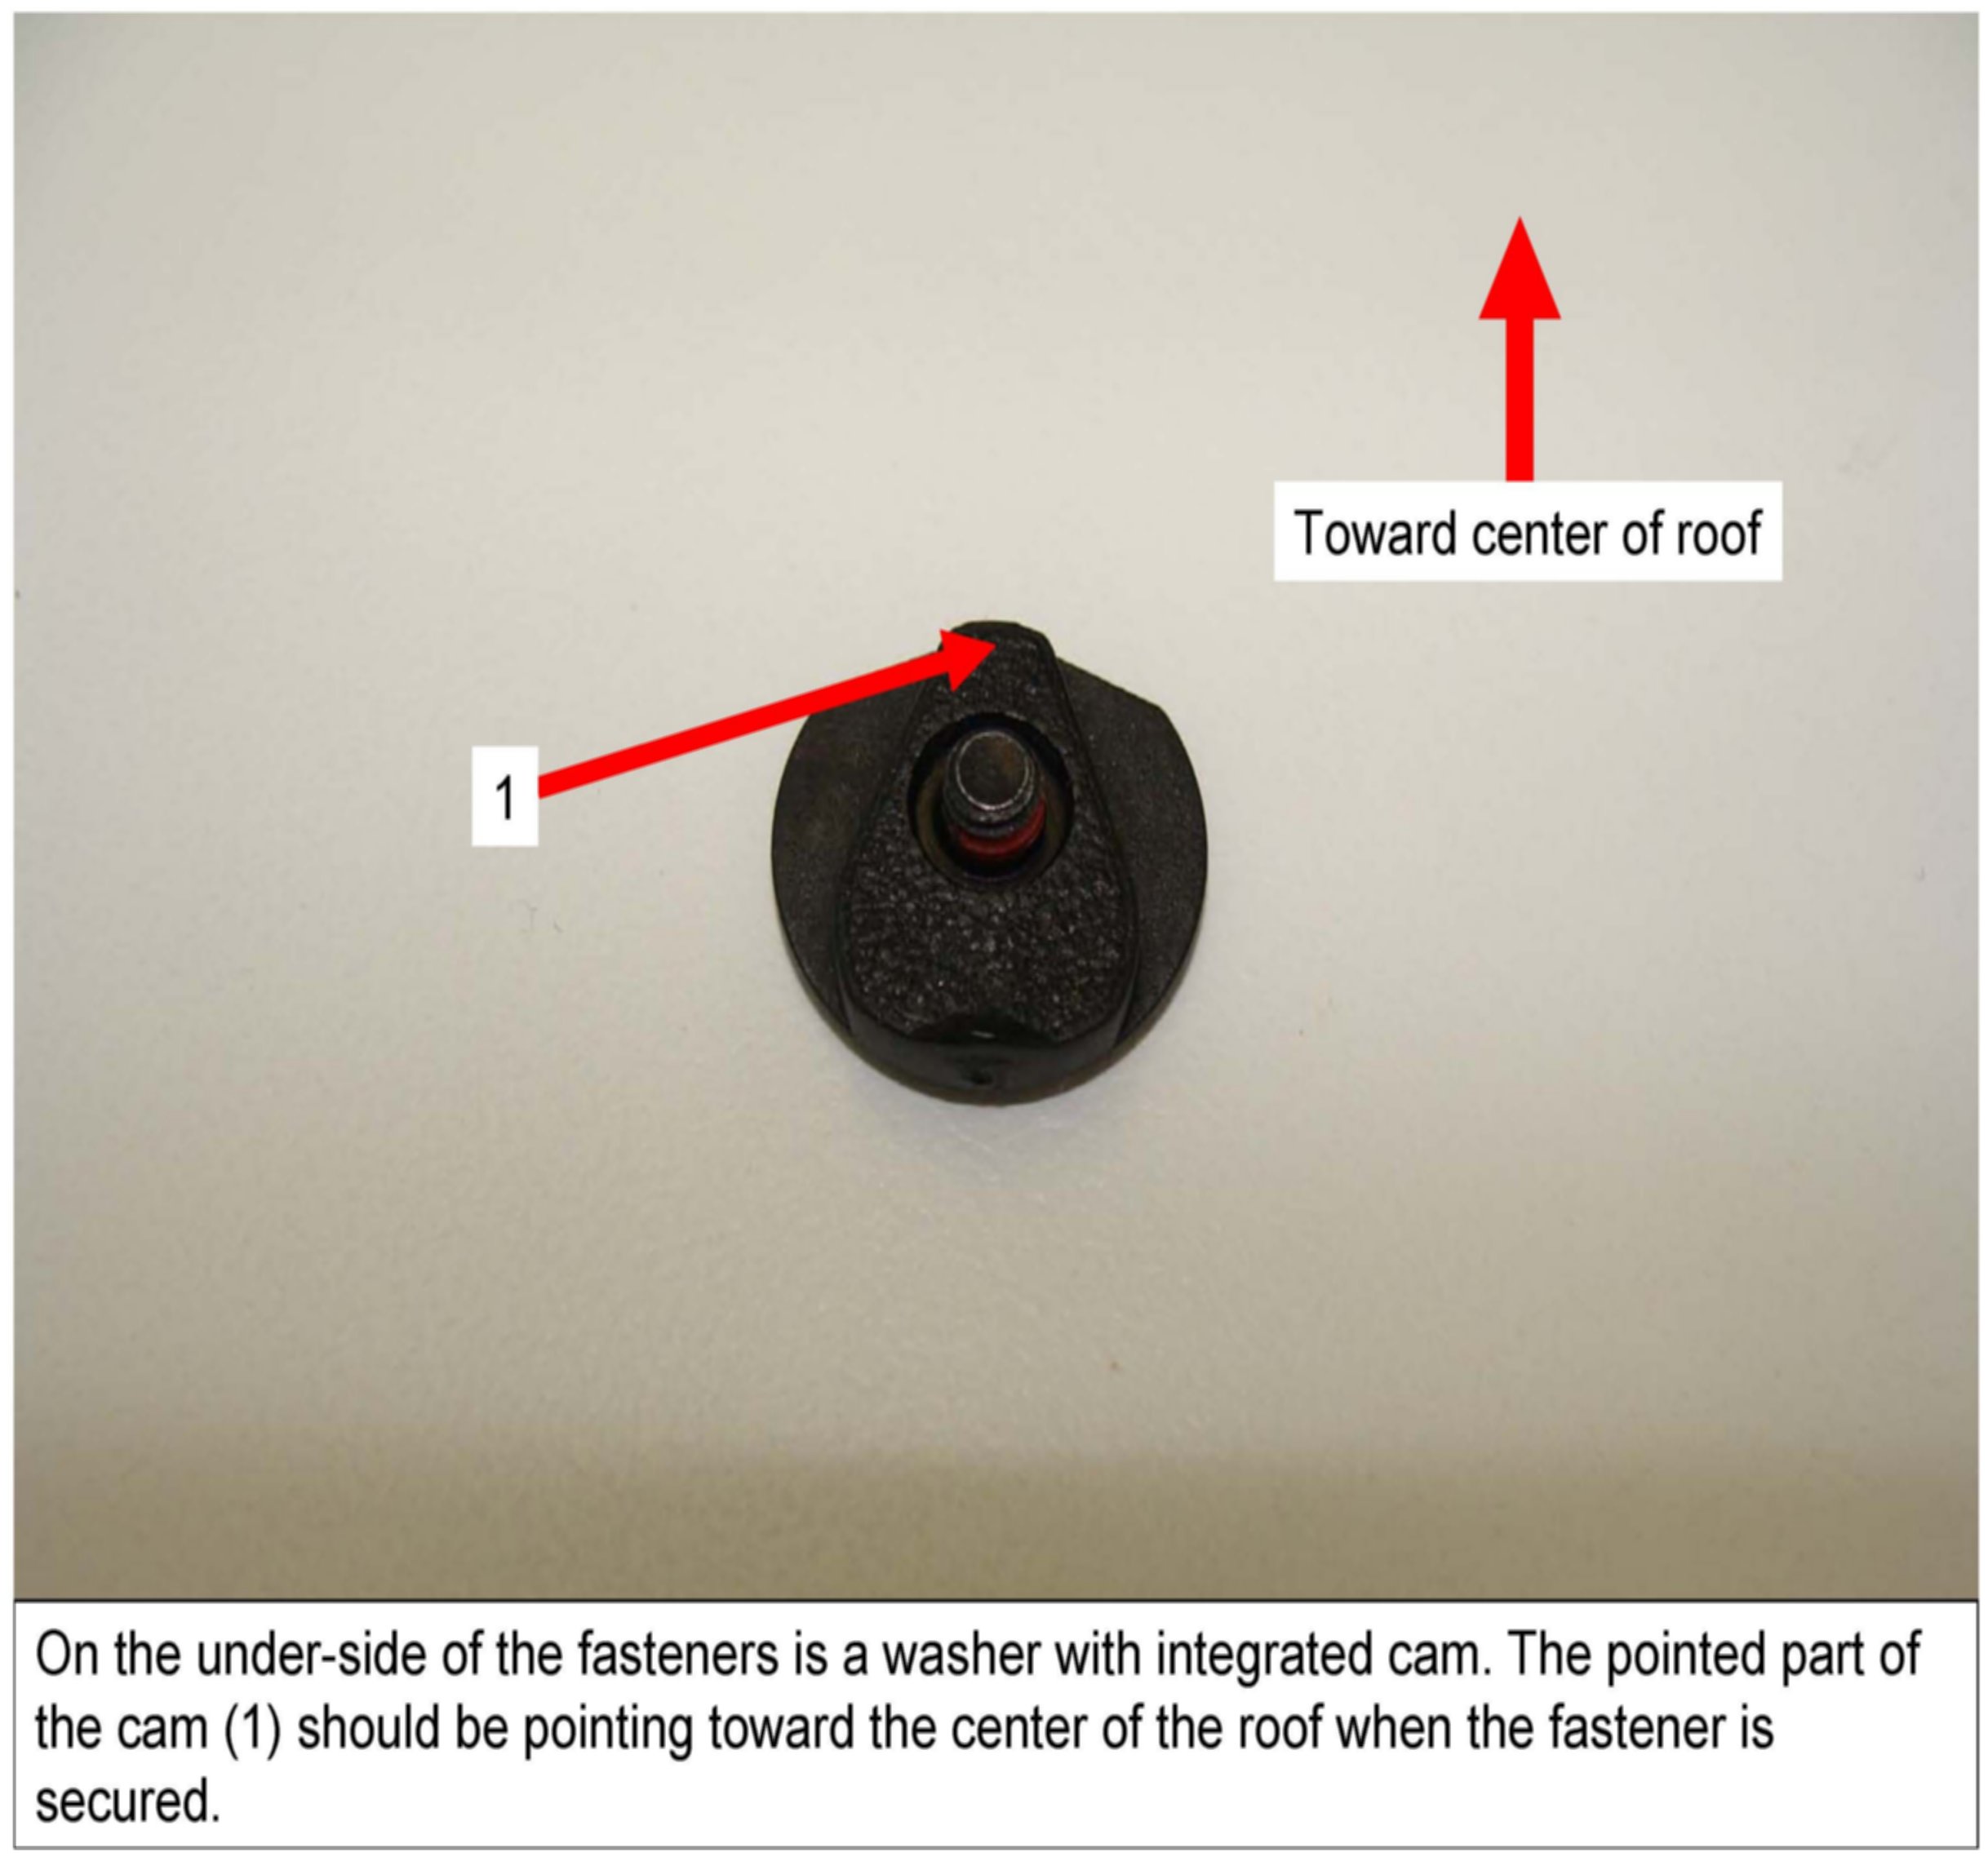 Toward center of roof
1
On the under-side of the fasteners is a washer with integrated cam. The pointed part of
the cam (1) should be pointing toward the center of the roof when the fastener is
secured.